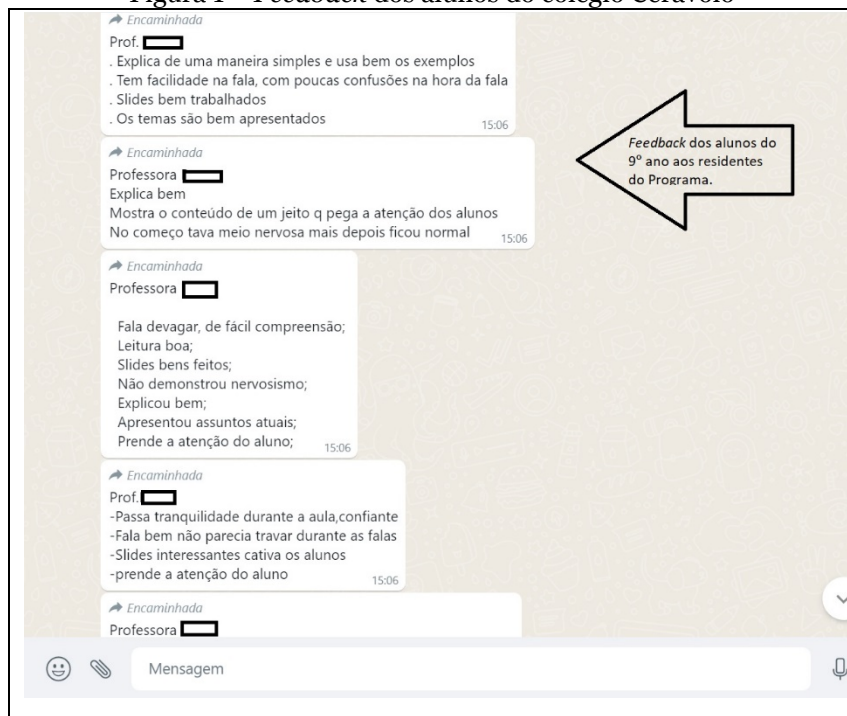 Figura 1 – Feedback dos alunos do colégio Ceravolo
Encaminhada
Prof.
. Explica de uma maneira simples e usa bem os exemplos
. Tem facilidade na fala, com poucas confusões na hora da fala
. Slides bem trabalhados
. Os temas são bem apresentados
15:06
Encaminhada
Professora
Explica bem
Mostra o conteúdo de um jeito q pega a atenção dos alunos
No começo tava meio nervosa mais depois ficou normal
15:06
Feedback dos alunos do
9º ano aos residentes
do Programa.
Encaminhada
Professora
Fala devagar, de fácil compreensão;
Leitura boa;
Slides bens feitos;
Não demonstrou nervosismo;
Explicou bem;
Apresentou assuntos atuais;
Prende a atenção do aluno;
15:06
Encaminhada
Prof.
-Passa tranquilidade durante a aula,confiante
-Fala bem não parecia travar durante as falas
-Slides interessantes cativa os alunos
-prende a atenção do aluno
15:06
Encaminhada
Professora
Mensagem